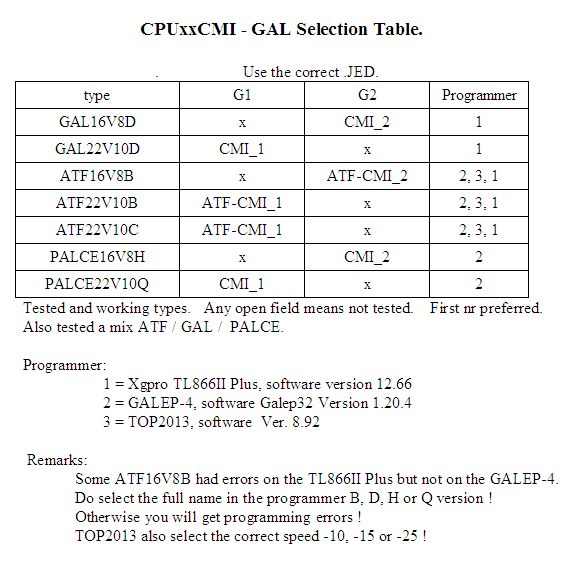 CPUxxCMI - GAL Selection Table.
. Use the correct .JED.
type G1 G2 Programmer
GAL16V8D x CMI_2 1
GAL22V10D CMI_1 x 1
ATF16V8B x ATF-CMI_2 2, 3, 1
ATF22V10B ATF-CMI_1 x 2, 3, 1
ATF22V10C ATF-CMI_1 x 2, 3, 1
PALCE16V8H x CMI_2 2
PALCE22V10Q CMI_1 x 2
Tested and working types. Any open field means not tested. First nr preferred.
Also tested a mix ATF / GAL / PALCE.
Programmer:
1 = Xgpro TL866II Plus, software version 12.66
2 = GALEP-4, software Galep32 Version 1.20.4
3 = TOP2013, software Ver. 8.92
Remarks:
Some ATF16V8B had errors on the TL866II Plus but not on the GALEP-4.
Do select the full name in the programmer B, D, H or Q version !
Otherwise you will get programming errors !
TOP2013 also select the correct speed -10, -15 or -25 !